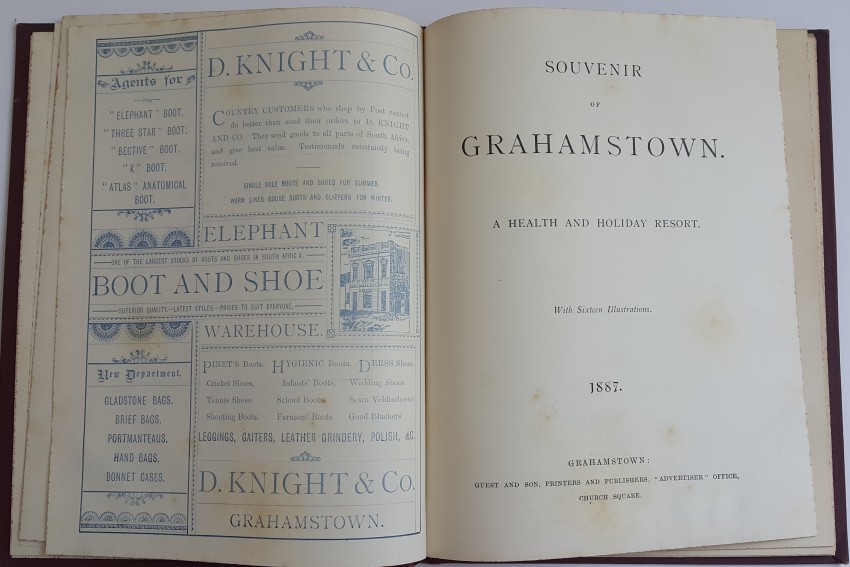 Agents for
THE
"ELEPHANT" BOOT.
"THREE STAR" BOOT.
"BECTIVE" BOOT.
"K" BOOT.
"ATLAS" ANATOMICAL
BOOT.
D. KNIGHT & Co.
COUNTRY CUSTOMERS who shop by Post cannot
do better than send their orders to D. KNIGHT
AND CO. They send goods to all parts of South Africa,
and give best value. Testimonials constantly being
received.
SINGLE SOLE BOOTS AND SHOES FOR SUMMER.
WARM LINED HOUSE BOOTS AND SLIPPERS FOR WINTER.
ELEPHANT
ONE OF THE LARGEST STOCKS OF BOOTS AND SHOES IN SOUTH AFRICA.
BOOT AND SHOE
SUPERIOR QUALITY.—LATEST STYLES.—PRICES TO SUIT EVERYONE.
WAREHOUSE.
New Department.
GLADSTONE BAGS.
BRIEF BAGS.
PORTMANTEAUS.
HAND BAGS.
BONNET CASES.
PINET'S Boots. HYGIENIC Boots. DRESS Shoes
Cricket Shoes. Infants' Boots. Wedding Shoes
Tennis Shoes. School Boots. Sewn Veldtschoens
Shooting Boots. Farmers' Boots. Good Bluchers.
LEGGINGS, GAITERS, LEATHER GRINDERY, POLISH, &C.
D. KNIGHT & Co.
GRAHAMSTOWN.
SOUVENIR
OF
GRAHAMSTOWN.
A HEALTH AND HOLIDAY RESORT.
With Sixteen Illustrations.
1887.
GRAHAMSTOWN:
GUEST AND SON, PRINTERS AND PUBLISHERS, "ADVERTISER" OFFICE,
CHURCH SQUARE.